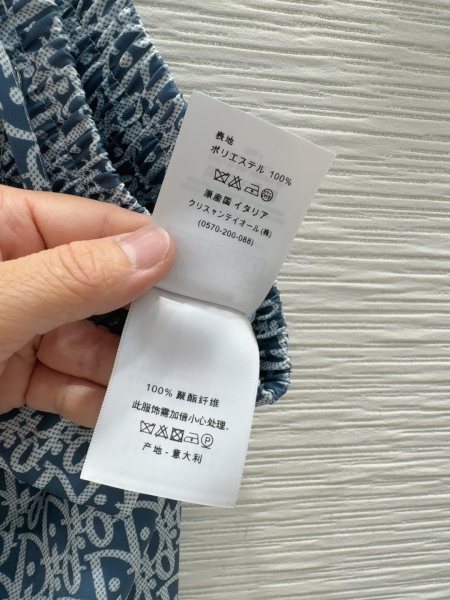 表地
ポリエステル 100%
原産国 イタリア
クリスチャンディオール(株)
(0570-200-088)
100% 聚酯纤维
此服饰需加倍小心处理.
产地 - 意大利